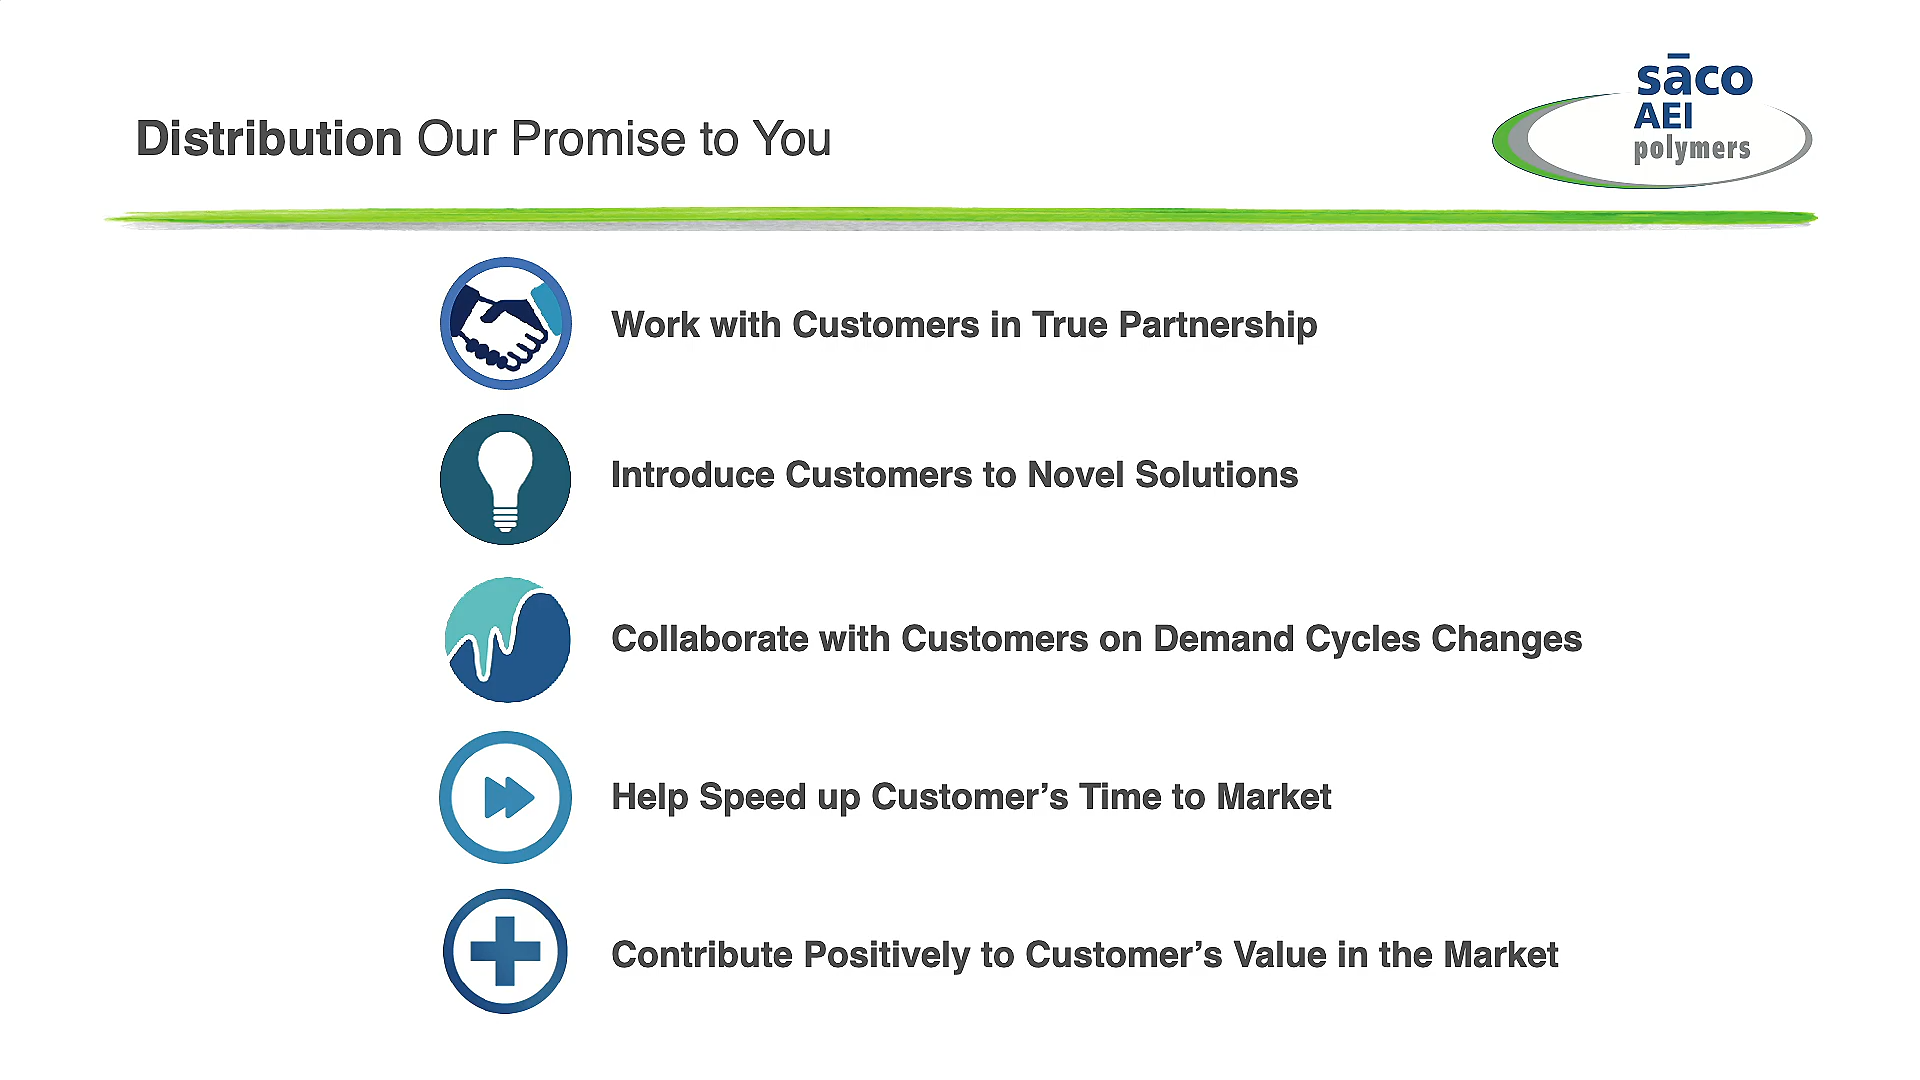 Distribution Our Promise to You
sāco
AEI
polymers
Work with Customers in True Partnership
Introduce Customers to Novel Solutions
Collaborate with Customers on Demand Cycles Changes
Help Speed up Customer’s Time to Market
Contribute Positively to Customer’s Value in the Market